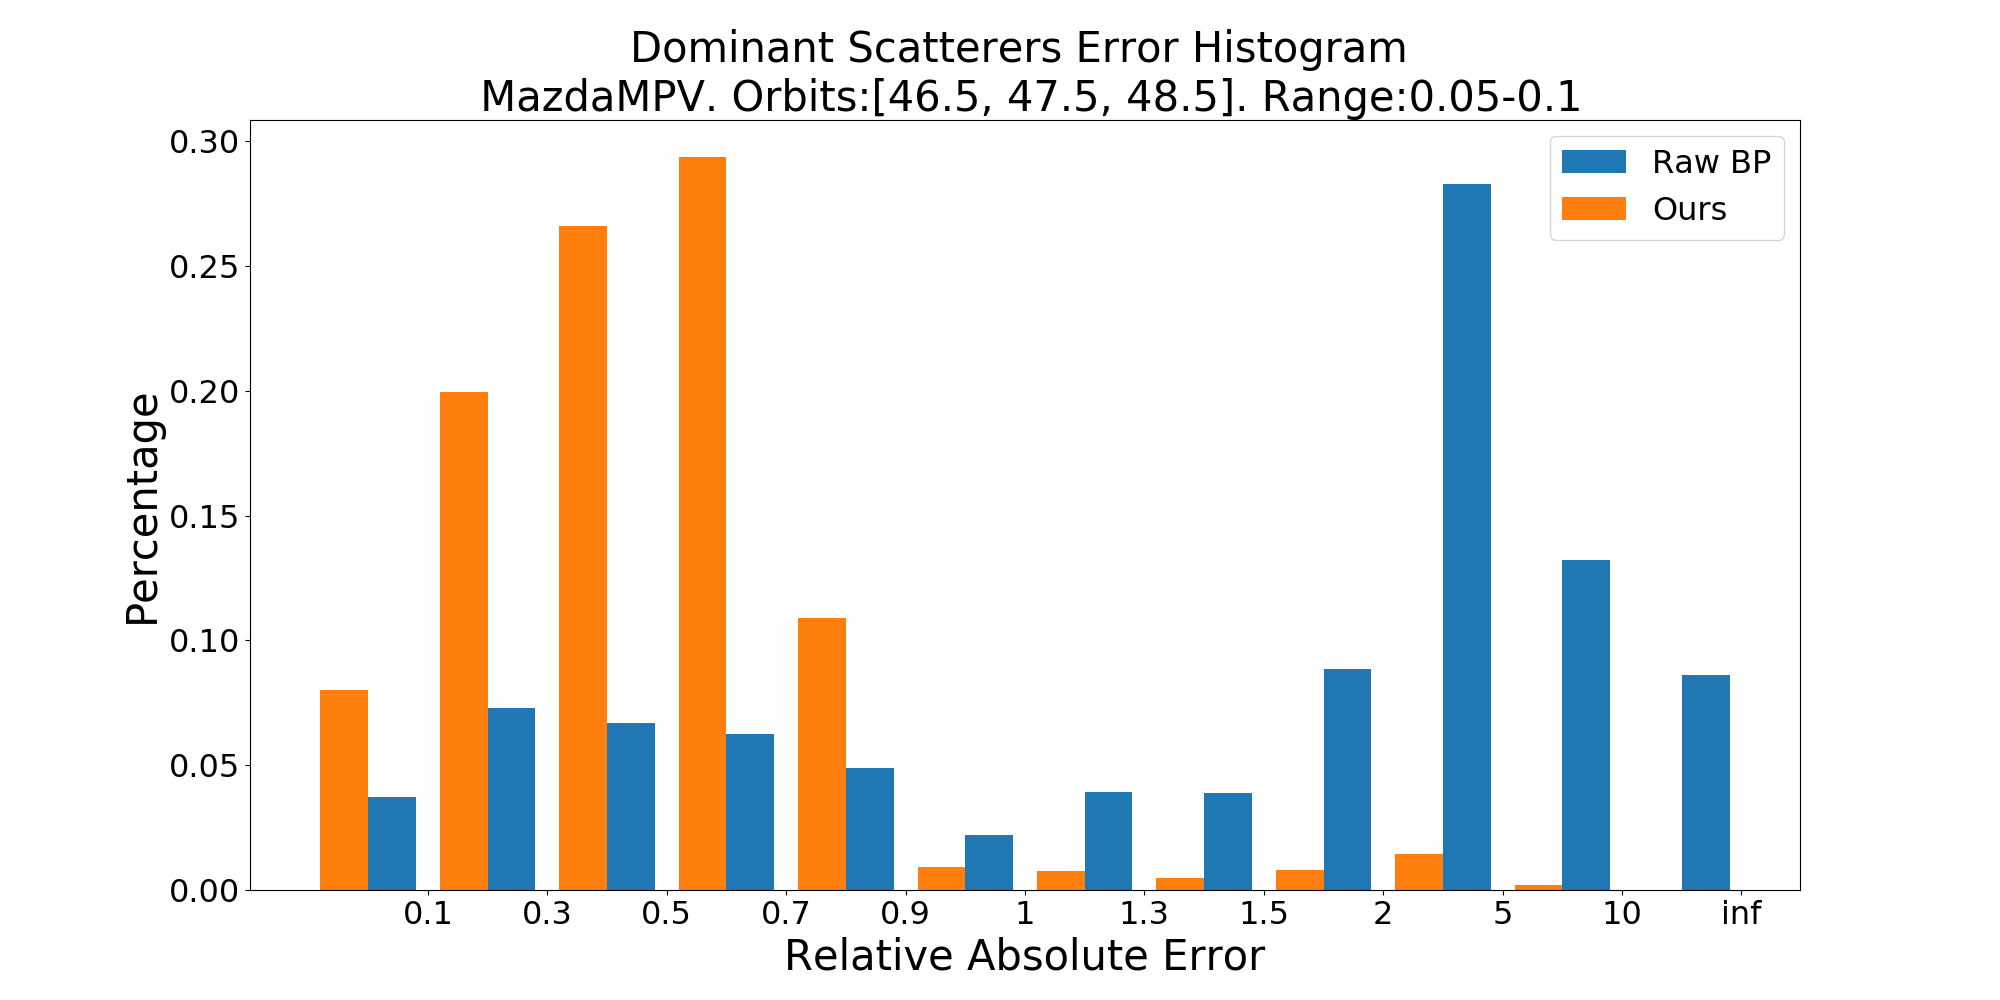 Dominant Scatterers Error Histogram
MazdaMPV. Orbits:[46.5, 47.5, 48.5]. Range:0.05-0.1
Raw BP
Ours
Percentage
0.30
0.25
0.20
0.15
0.10
0.05
0.00
0.1 0.3 0.5 0.7 0.9 1 1.3 1.5 2 5 10 inf
Relative Absolute Error